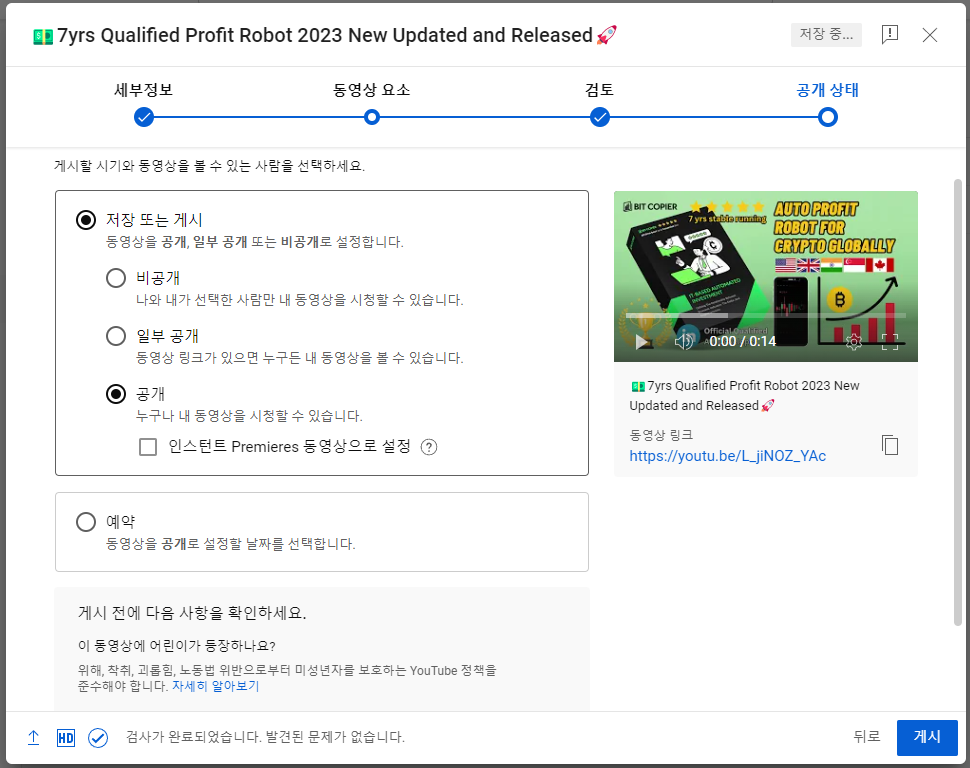 💵7yrs Qualified Profit Robot 2023 New Updated and Released🚀
저장 중...
세부정보
동영상 요소
검토
공개 상태
게시할 시기와 동영상을 볼 수 있는 사람을 선택하세요.
저장 또는 게시
동영상을 공개, 일부 공개 또는 비공개로 설정합니다.
비공개
나와 내가 선택한 사람만 내 동영상을 시청할 수 있습니다.
일부 공개
동영상 링크가 있으면 누구든 내 동영상을 볼 수 있습니다.
공개
누구나 내 동영상을 시청할 수 있습니다.
인스턴트 Premieres 동영상으로 설정 ?
예약
동영상을 공개로 설정할 날짜를 선택합니다.
게시 전에 다음 사항을 확인하세요.
이 동영상에 어린이가 등장하나요?
위해, 착취, 괴롭힘, 노동법 위반으로부터 미성년자를 보호하는 YouTube 정책을
준수해야 합니다. 자세히 알아보기
BIT COPIER
7 yrs stable running
AUTO PROFIT
ROBOT FOR
CRYPTO GLOBALLY
IT-BASED AUTOMATED
INVESTMENT
Official Qualified
0:00 / 0:14
💵7yrs Qualified Profit Robot 2023 New
Updated and Released🚀
동영상 링크
https://youtu.be/L_jiNOZ_YAc
HD
검사가 완료되었습니다. 발견된 문제가 없습니다.
뒤로
게시